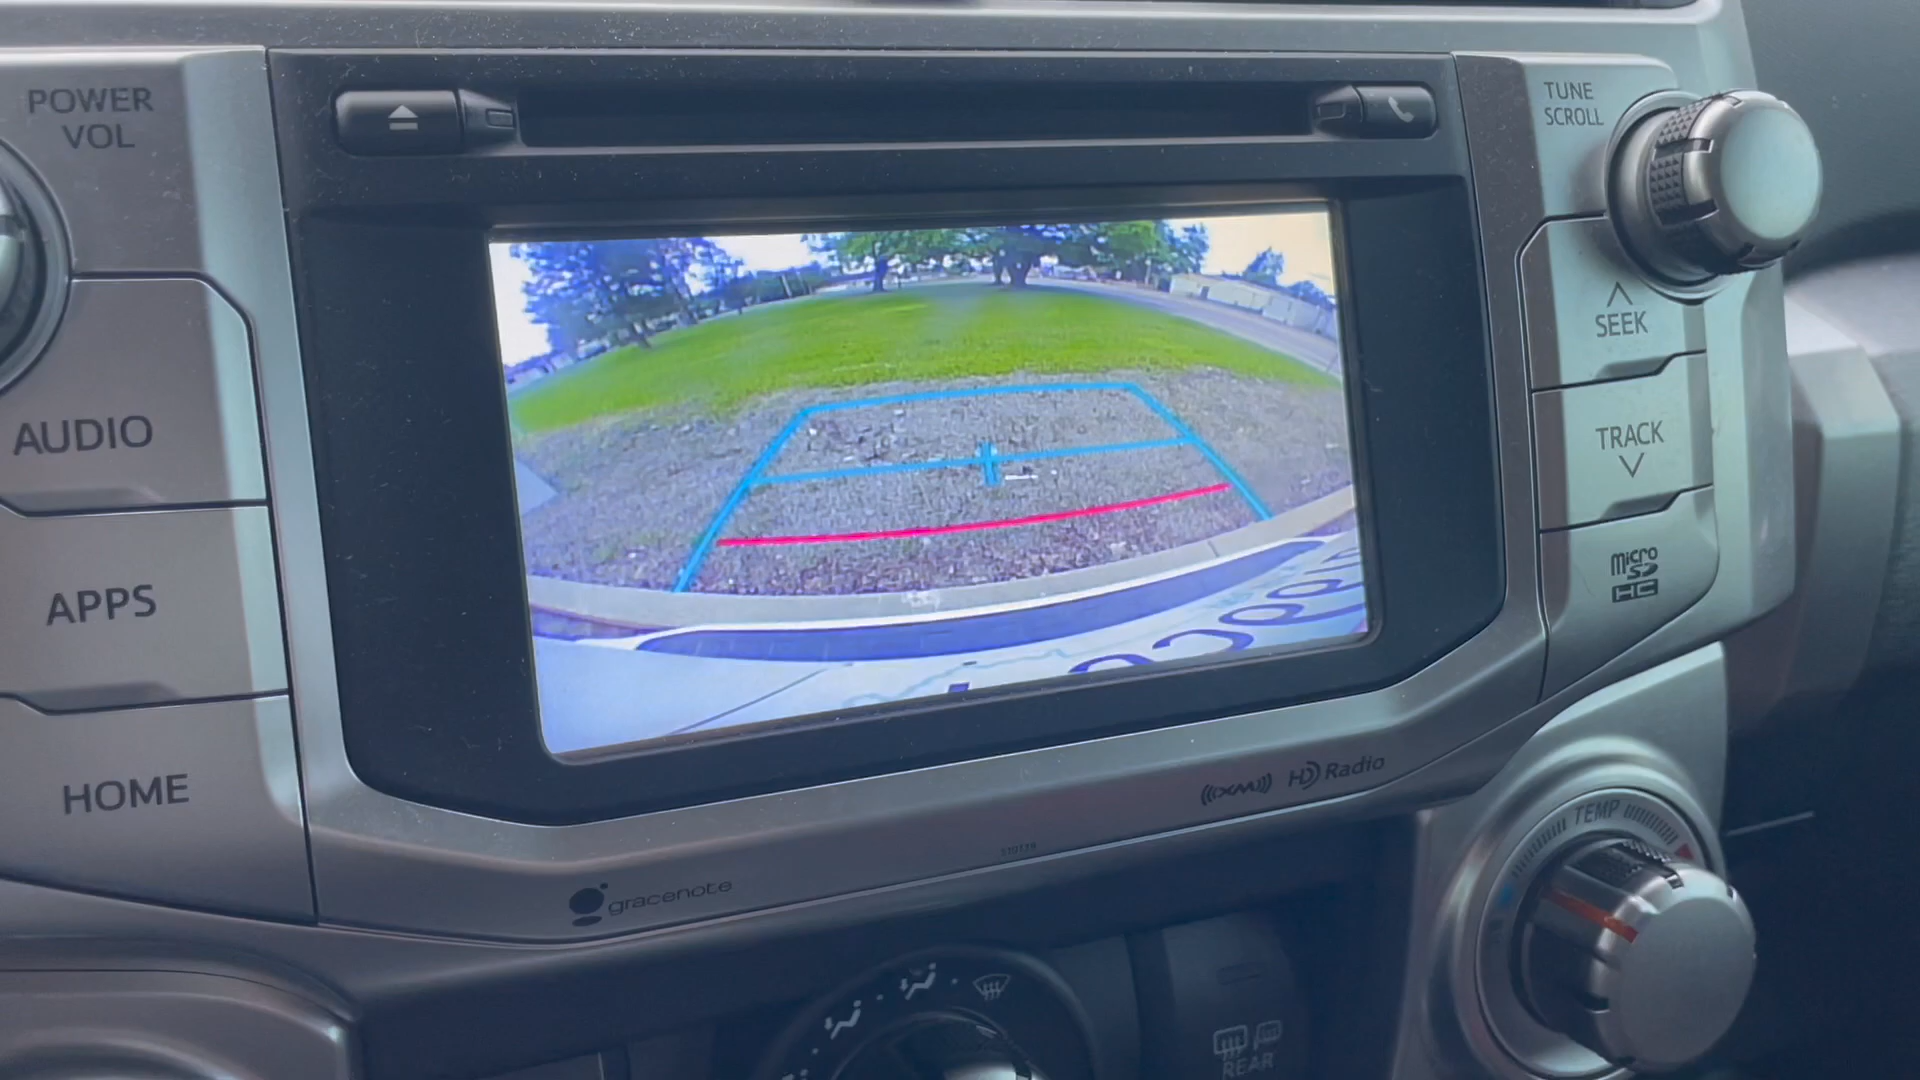 POWER
VOL
TUNE
SCROLL
SEEK
AUDIO
TRACK
APPS
micro
SD
HC
HOME
((XM)) HD Radio
TEMP
gracenote
REAR